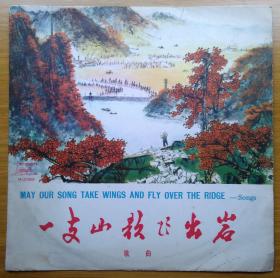 MAY OUR SONG TAKE WINGS AND FLY OVER THE RIDGE —Songs
一支山歌飞出岩
歌曲